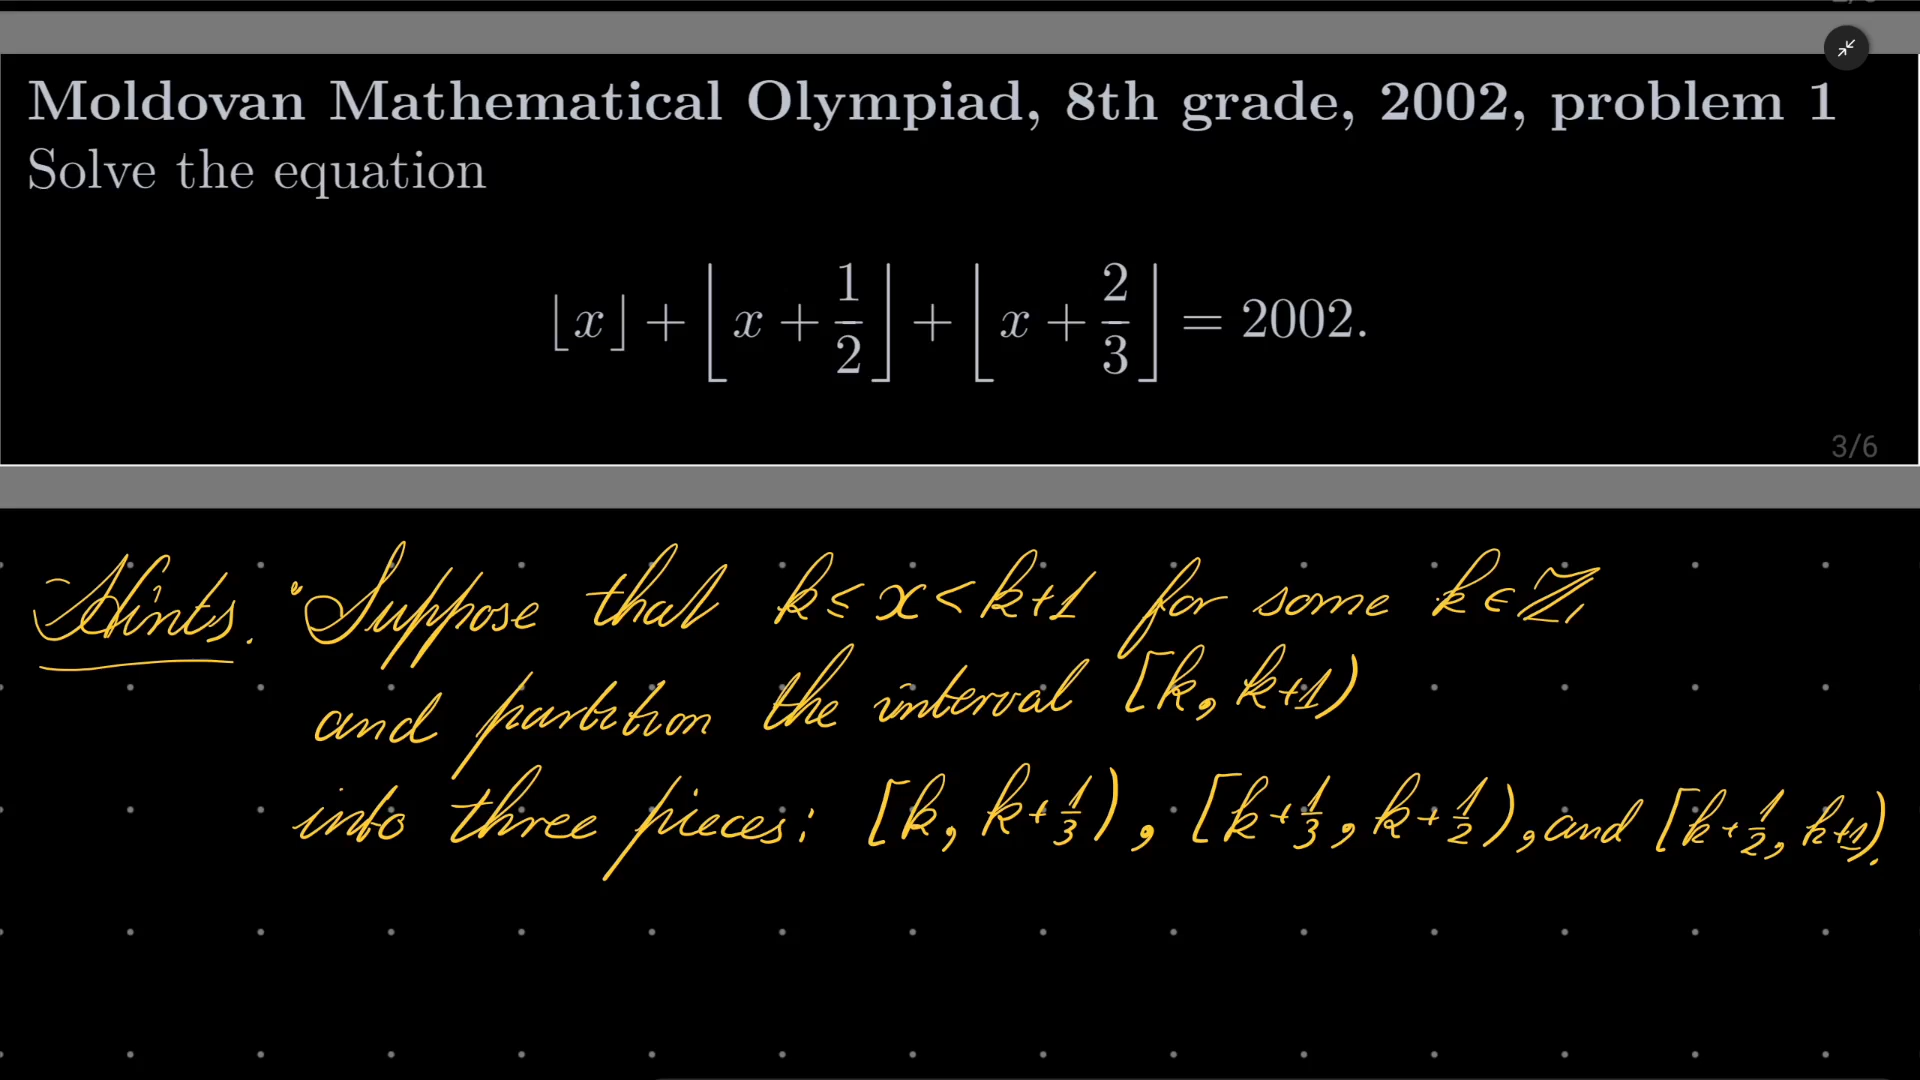 Moldovan Mathematical Olympiad, 8th grade, 2002, problem 1
Solve the equation
⌊x⌋ + ⌊x + 1/2⌋ + ⌊x + 2/3⌋ = 2002.
3/6
Hints. • Suppose that k ≤ x < k+1 for some k ∈ ℤ,
and partition the interval [k, k+1)
into three pieces: [k, k+1/3), [k+1/3, k+1/2), and [k+1/2, k+1).